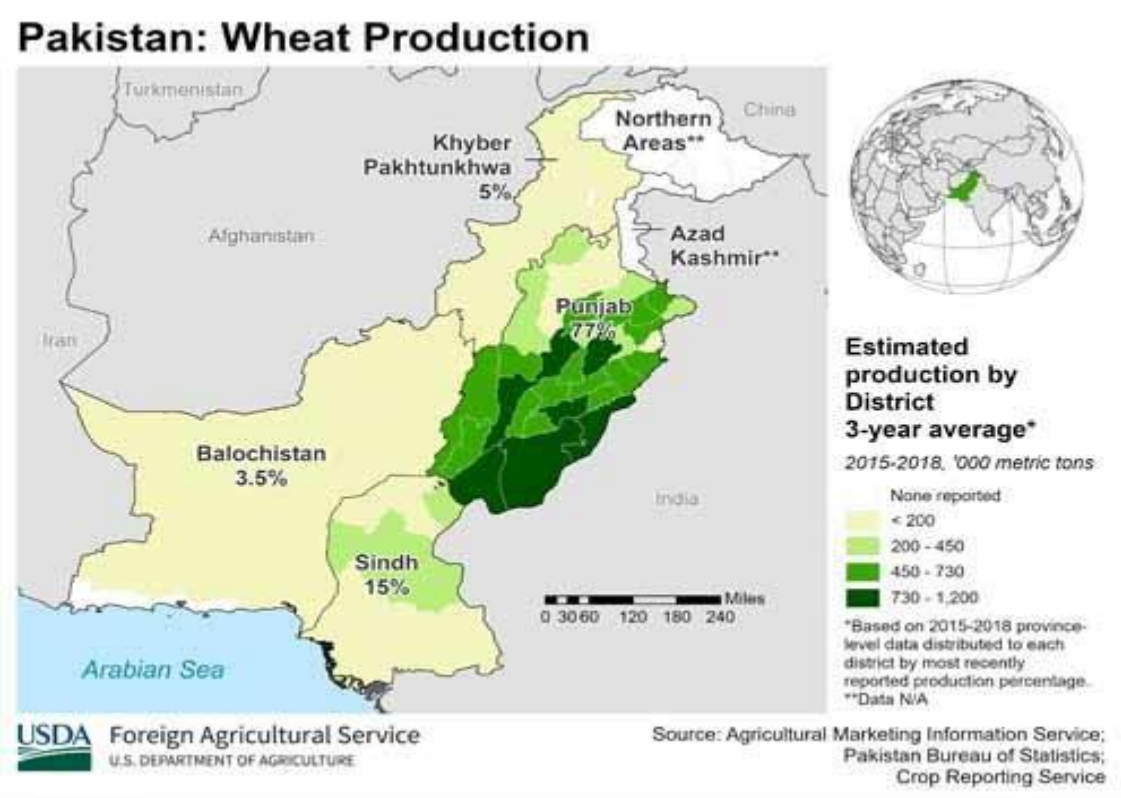 Pakistan: Wheat Production
Turkmenistan
China
Northern
Areas**
Khyber
Pakhtunkhwa
5%
Afghanistan
Azad
Kashmir**
Punjab
77%
Iran
Balochistan
3.5%
India
Sindh
15%
Miles
0 30 60 120 180 240
Arabian Sea
Estimated
production by
District
3-year average*
2015-2018, '000 metric tons
None reported
< 200
200 - 450
450 - 730
730 - 1,200
*Based on 2015-2018 province-
level data distributed to each
district by most recently
reported production percentage.
**Data N/A
USDA
Foreign Agricultural Service
U.S. DEPARTMENT OF AGRICULTURE
Source: Agricultural Marketing Information Service;
Pakistan Bureau of Statistics;
Crop Reporting Service